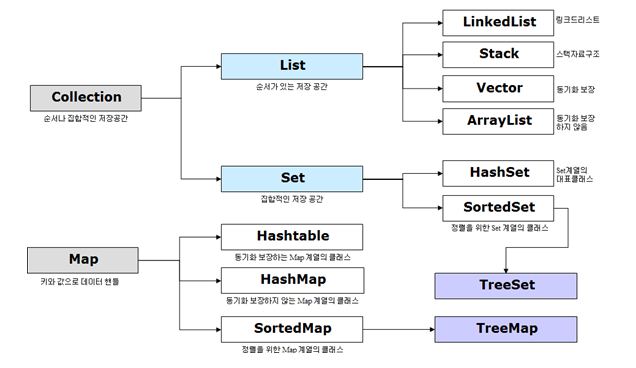 LinkedList
링크드리스트
Stack
스택자료구조
List
순서가 있는 저장 공간
Vector
동기화 보장
Collection
순서나 집합적인 저장공간
ArrayList
동기화 보장
하지 않음
Set
집합적인 저장 공간
HashSet
Set계열의
대표클래스
SortedSet
정렬을 위한 Set 계열의 클래스
Hashtable
동기화 보장하는 Map 계열의 클래스
Map
키와 값으로 데이터 핸들
HashMap
동기화 보장하지 않는 Map 계열의 클래스
TreeSet
SortedMap
정렬을 위한 Map 계열의 클래스
TreeMap